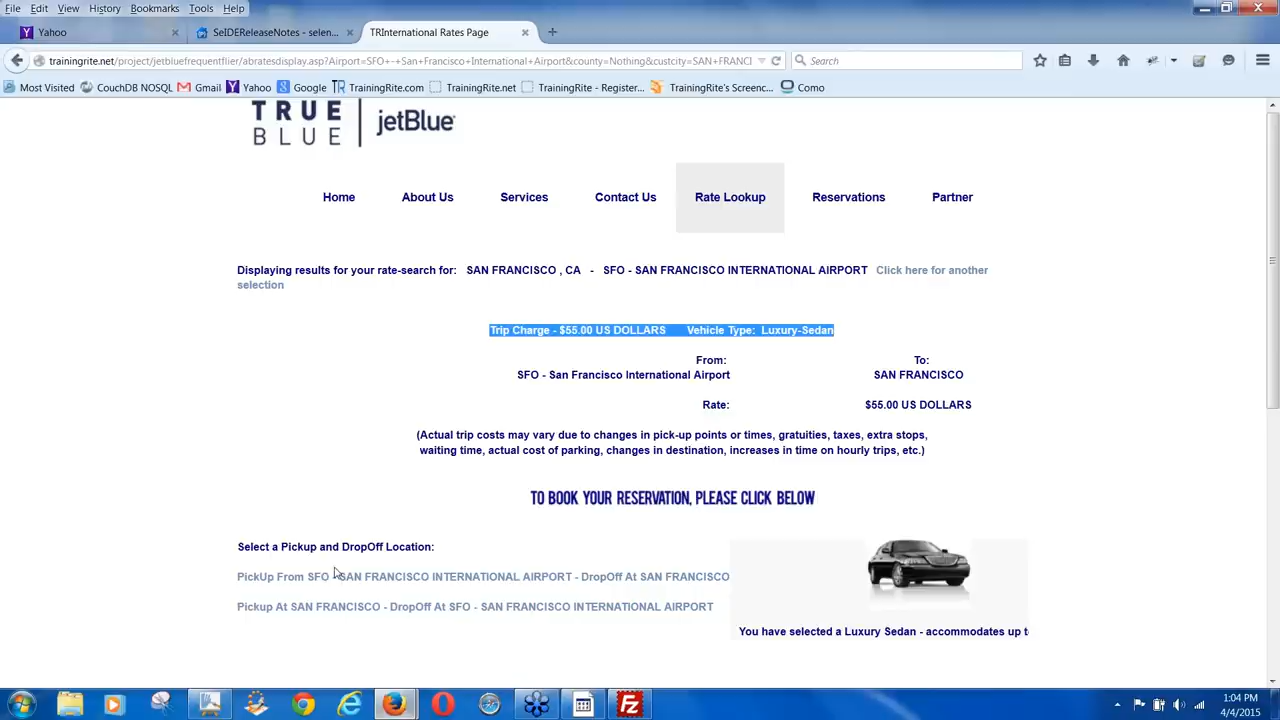 File Edit View History Bookmarks Tools Help
Yahoo × SeIDEReleaseNotes - selen... × TRInternational Rates Page ×
trainingrite.net/project/jetbluefrequentflier/abratesdisplay.asp?Airport=SFO+-+San+Francisco+International+Airport&county=Nothing&custcity=SAN+FRANCI Search
Most Visited CouchDB NOSQL Gmail Yahoo Google TrainingRite.com TrainingRite.net TrainingRite - Register... TrainingRite's Screenc... Como
TRUE BLUE jetBlue
Home About Us Services Contact Us Rate Lookup Reservations Partner
Displaying results for your rate-search for: SAN FRANCISCO , CA - SFO - SAN FRANCISCO INTERNATIONAL AIRPORT Click here for another
selection
Trip Charge - $55.00 US DOLLARS Vehicle Type: Luxury-Sedan
From: To:
SFO - San Francisco International Airport SAN FRANCISCO
Rate: $55.00 US DOLLARS
(Actual trip costs may vary due to changes in pick-up points or times, gratuities, taxes, extra stops,
waiting time, actual cost of parking, changes in destination, increases in time on hourly trips, etc.)
TO BOOK YOUR RESERVATION, PLEASE CLICK BELOW
Select a Pickup and DropOff Location:
PickUp From SFO - SAN FRANCISCO INTERNATIONAL AIRPORT - DropOff At SAN FRANCISCO
Pickup At SAN FRANCISCO - DropOff At SFO - SAN FRANCISCO INTERNATIONAL AIRPORT
You have selected a Luxury Sedan - accommodates up
1:04 PM
4/4/2015